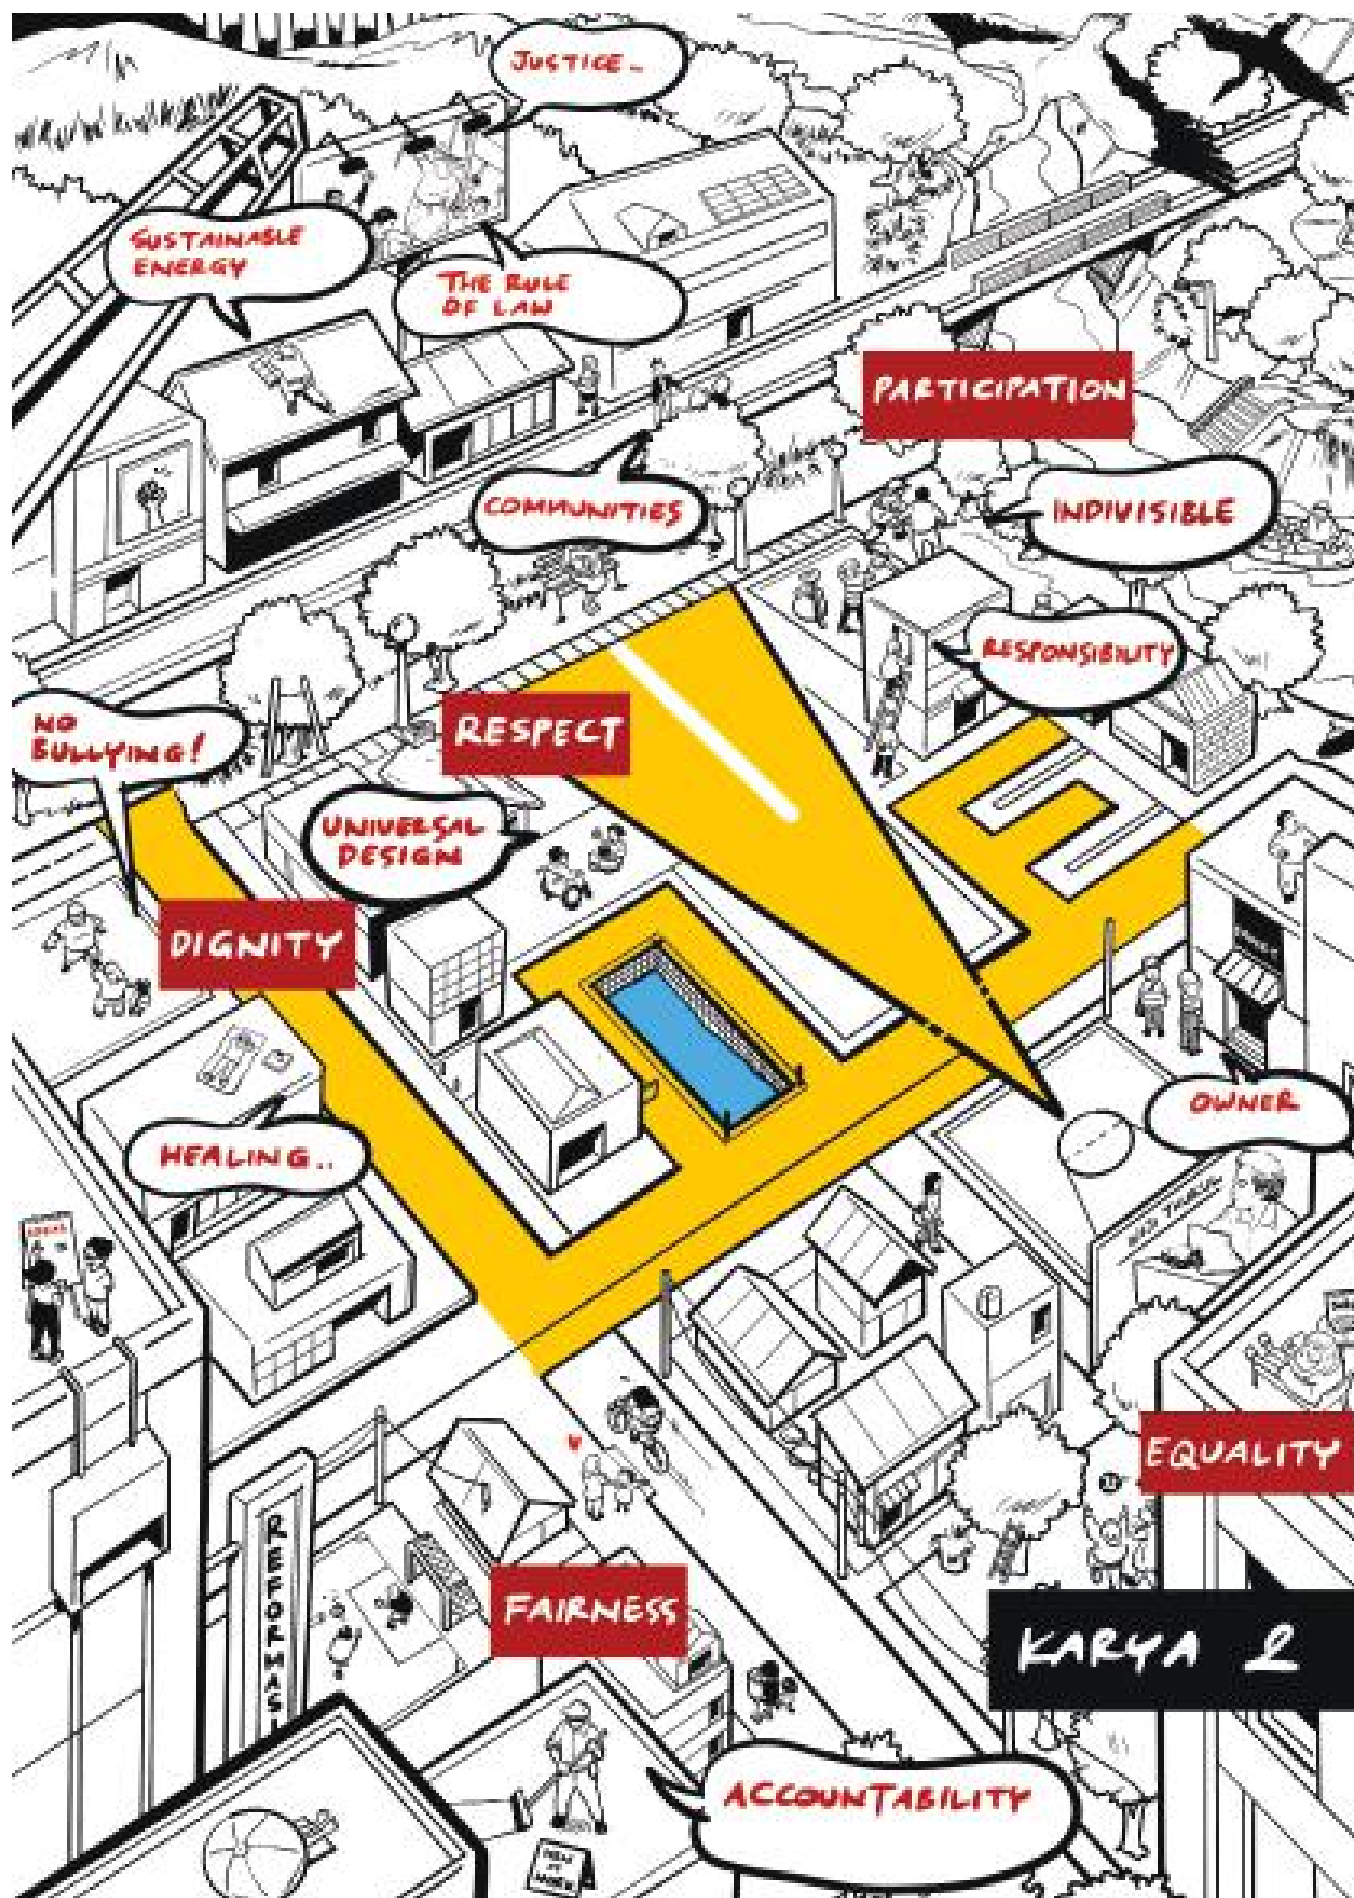 JUSTICE..
SUSTAINABLE
ENERGY
THE RULE
OF LAW
PARTICIPATION
COMMUNITIES
INDIVISIBLE
RESPONSIBILITY
NO
BULLYING!
RESPECT
UNIVERSAL
DESIGN
DIGNITY
OWNER
HEALING..
EQUALITY
REFORMASI
FAIRNESS
KARYA 2
ACCOUNTABILITY